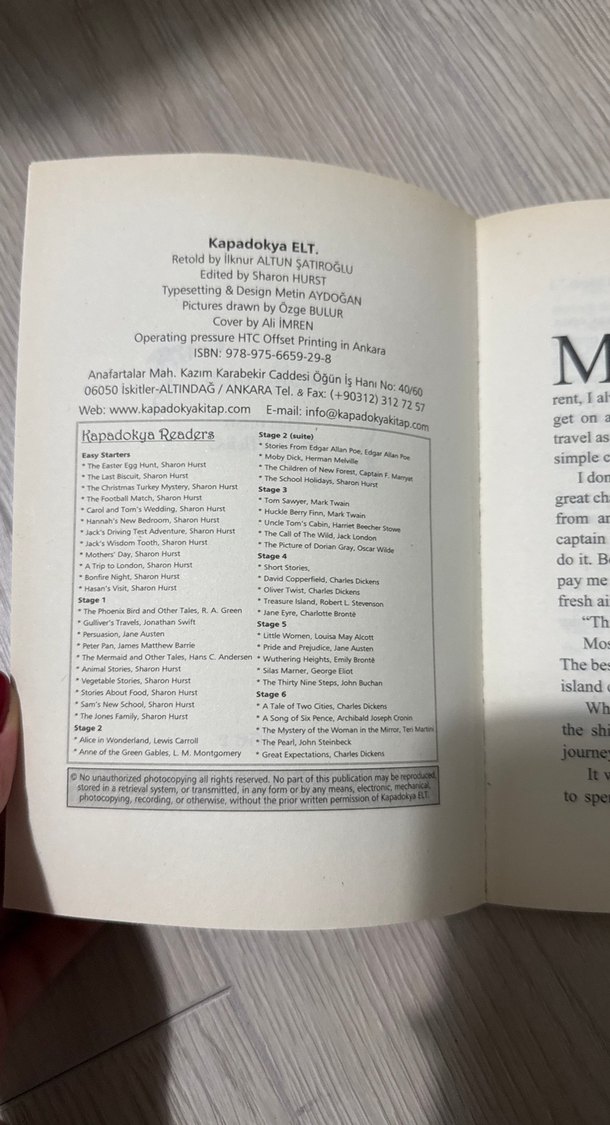 Kapadokya ELT.
Retold by İlknur ALTUN ŞATIROĞLU
Edited by Sharon HURST
Typesetting & Design Metin AYDOĞAN
Pictures drawn by Özge BULUR
Cover by Ali İMREN
Operating pressure HTC Offset Printing in Ankara
ISBN: 978-975-6659-29-8
Anafartalar Mah. Kazım Karabekir Caddesi Öğün İş Hanı No: 40/60
06050 İskitler-ALTINDAĞ / ANKARA Tel. & Fax: (+90312) 312 72 57
Web: www.kapadokyakitap.com E-mail: info@kapadokyakitap.com
Kapadokya Readers
Easy Starters
* The Easter Egg Hunt, Sharon Hurst
* The Last Biscuit, Sharon Hurst
* The Christmas Turkey Mystery, Sharon Hurst
* The Football Match, Sharon Hurst
* Carol and Tom's Wedding, Sharon Hurst
* Hannah's New Bedroom, Sharon Hurst
* Jack's Driving Test Adventure, Sharon Hurst
* Jack's Wisdom Tooth, Sharon Hurst
* Mothers' Day, Sharon Hurst
* A Trip to London, Sharon Hurst
* Bonfire Night, Sharon Hurst
* Hasan's Visit, Sharon Hurst
Stage 1
* The Phoenix Bird and Other Tales, R. A. Green
* Gulliver's Travels, Jonathan Swift
* Persuasion, Jane Austen
* Peter Pan, James Matthew Barrie
* The Mermaid and Other Tales, Hans C. Andersen
* Animal Stories, Sharon Hurst
* Vegetable Stories, Sharon Hurst
* Stories About Food, Sharon Hurst
* Sam's New School, Sharon Hurst
* The Jones Family, Sharon Hurst
Stage 2
* Alice in Wonderland, Lewis Carroll
* Anne of the Green Gables, L. M. Montgomery
Stage 2 (suite)
* Stories From Edgar Allan Poe, Edgar Allan Poe
* Moby Dick, Herman Melville
* The Children of New Forest, Captain F. Marryat
* The School Holidays, Sharon Hurst
Stage 3
* Tom Sawyer, Mark Twain
* Huckle Berry Finn, Mark Twain
* Uncle Tom's Cabin, Harriet Beecher Stowe
* The Call of The Wild, Jack London
* The Picture of Dorian Gray, Oscar Wilde
Stage 4
* Short Stories,
* David Copperfield, Charles Dickens
* Oliver Twist, Charles Dickens
* Treasure Island, Robert L. Stevenson
* Jane Eyre, Charlotte Brontë
Stage 5
* Little Women, Louisa May Alcott
* Pride and Prejudice, Jane Austen
* Wuthering Heights, Emily Brontë
* Silas Marner, George Eliot
* The Thirty Nine Steps, John Buchan
Stage 6
* A Tale of Two Cities, Charles Dickens
* A Song of Six Pence, Archibald Joseph Cronin
* The Mystery of the Woman in the Mirror, Teri Martini
* The Pearl, John Steinbeck
* Great Expectations, Charles Dickens
© No unauthorized photocopying all rights reserved. No part of this publication may be reproduced,
stored in a retrieval system, or transmitted, in any form or by any means, electronic, mechanical,
photocopying, recording, or otherwise, without the prior written permission of Kapadokya ELT.
M
rent, I al
get on a
travel as
simple c
I don
great ch
from an
captain
do it. B
pay me
fresh ai
"Th
Mos
The bes
island
Wh
the shi
journey
It v
to spe